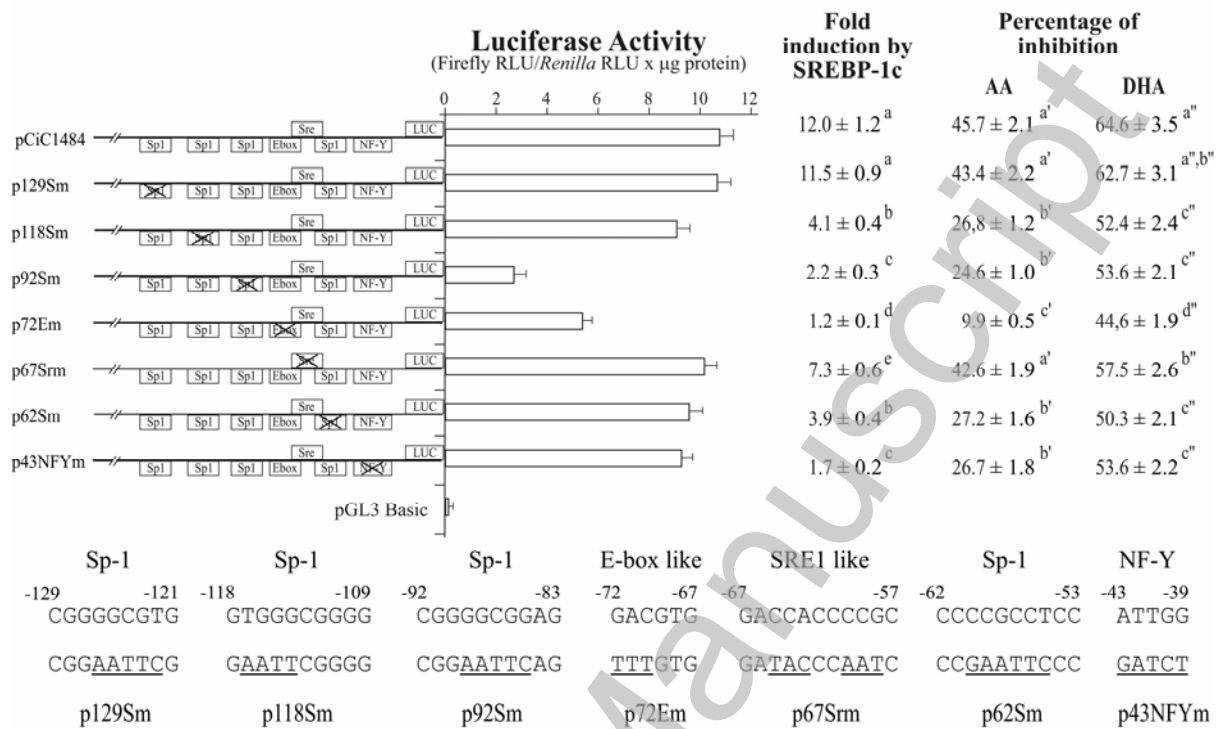 Luciferase Activity
(Firefly RLU/Renilla RLU x μg protein)
Fold
induction by
SREBP-1c
Percentage of
inhibition
AA DHA
0 2 4 6 8 10 12
Sre LUC
pCiC1484 12.0 ± 1.2 a 45.7 ± 2.1 a' 64.6 ± 3.5 a"
Sp1 Sp1 Sp1 Ebox Sp1 NF-Y
Sre LUC
p129Sm 11.5 ± 0.9 a 43.4 ± 2.2 a' 62.7 ± 3.1 a",b"
Sp1 Sp1 Sp1 Ebox Sp1 NF-Y
Sre LUC
p118Sm 4.1 ± 0.4 b 26,8 ± 1.2 b' 52.4 ± 2.4 c"
Sp1 Sp1 Sp1 Ebox Sp1 NF-Y
Sre LUC
p92Sm 2.2 ± 0.3 c 24.6 ± 1.0 b' 53.6 ± 2.1 c"
Sp1 Sp1 Sp1 Ebox Sp1 NF-Y
Sre LUC
p72Em 1.2 ± 0.1 d 9.9 ± 0.5 c' 44,6 ± 1.9 d"
Sp1 Sp1 Sp1 Ebox Sp1 NF-Y
Sre LUC
p67Srm 7.3 ± 0.6 e 42.6 ± 1.9 a' 57.5 ± 2.6 b"
Sp1 Sp1 Sp1 Ebox Sp1 NF-Y
Sre LUC
p62Sm 3.9 ± 0.4 b 27.2 ± 1.6 b' 50.3 ± 2.1 c"
Sp1 Sp1 Sp1 Ebox Sp1 NF-Y
Sre LUC
p43NFYm 1.7 ± 0.2 c 26.7 ± 1.8 b' 53.6 ± 2.2 c"
Sp1 Sp1 Sp1 Ebox Sp1 NF-Y
pGL3 Basic
Sp-1 Sp-1 Sp-1 E-box like SRE1 like Sp-1 NF-Y
-129 -121 -118 -109 -92 -83 -72 -67 -67 -57 -62 -53 -43 -39
CGGGGCGTG GTGGGCGGGG CGGGGCGGAG GACGTG GACCACCCCGC CCCCGCCTCC ATTGG
CGGAATTCG GAATTCGGGG CGGAATTCAG TTTGTG GATACCCAATC CCGAATTCCC GATCT
p129Sm p118Sm p92Sm p72Em p67Srm p62Sm p43NFYm
Manuscript